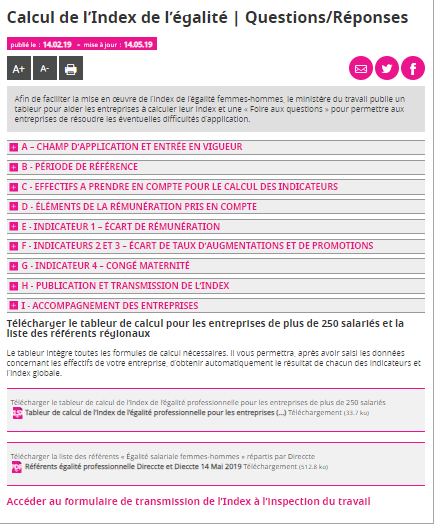 Calcul de l'Index de l'égalité | Questions/Réponses
publié le : 14.02.19 - mise à jour : 14.05.19
A+ A-
Afin de faciliter la mise en œuvre de l'Index de l'égalité femmes-hommes, le ministère du travail publie un
tableur pour aider les entreprises à calculer leur index et une « Foire aux questions » pour permettre aux
entreprises de résoudre les éventuelles difficultés d'application.
A – CHAMP D'APPLICATION ET ENTRÉE EN VIGUEUR
B - PÉRIODE DE RÉFÉRENCE
C - EFFECTIFS A PRENDRE EN COMPTE POUR LE CALCUL DES INDICATEURS
D - ÉLÉMENTS DE LA RÉMUNÉRATION PRIS EN COMPTE
E - INDICATEUR 1 – ÉCART DE RÉMUNÉRATION
F - INDICATEURS 2 ET 3 – ÉCART DE TAUX D'AUGMENTATIONS ET DE PROMOTIONS
G - INDICATEUR 4 – CONGÉ MATERNITÉ
H - PUBLICATION ET TRANSMISSION DE L'INDEX
I - ACCOMPAGNEMENT DES ENTREPRISES
Télécharger le tableur de calcul pour les entreprises de plus de 250 salariés et la
liste des référents régionaux
Le tableur intègre toutes les formules de calcul nécessaires. Il vous permettra, après avoir saisi les données
concernant les effectifs de votre entreprise, d'obtenir automatiquement le résultat de chacun des indicateurs et
l'index globale.
Télécharger le tableur de calcul de l'Index de l'égalité professionnelle pour les entreprises de plus de 250 salariés
Tableur de calcul de l'Index de l'égalité professionnelle pour les entreprises (...) Téléchargement (33.7 ko)
Télécharger la liste des référents « Égalité salariale femmes-hommes » répartis par Direccte
Référents égalité professionnelle Direccte et Dieccte 14 Mai 2019 Téléchargement (512.8 ko)
Accéder au formulaire de transmission de l'Index à l'inspection du travail